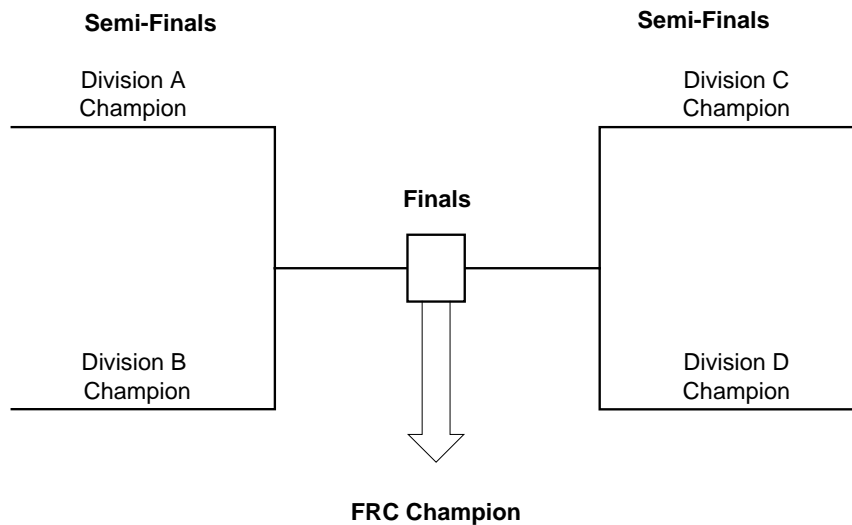 Semi-Finals
Semi-Finals
Division A
Champion
Division C
Champion
Finals
Division B
Champion
Division D
Champion
FRC Champion